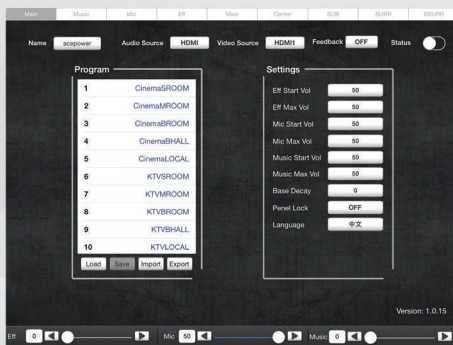 Main Music Mic Eff Main Center SUB SURR BSURR
Name acepower Audio Source HDMI Video Source HDMI1 Feedback OFF Status
Program
1 CinemaSROOM
2 CinemaMROOM
3 CinemaBROOM
4 CinemaBHALL
5 CinemaLOCAL
6 KTVSROOM
7 KTVMROOM
8 KTVBROOM
9 KTVBHALL
10 KTVLOCAL
Load Save Import Export
Settings
Eff Start Vol 50
Eff Max Vol 50
Mic Start Vol 50
Mic Max Vol 50
Music Start Vol 50
Music Max Vol 50
Base Decay 0
Penel Lock OFF
Language 中文
Version: 1.0.15
Eff 0 Mic 50 Music 0